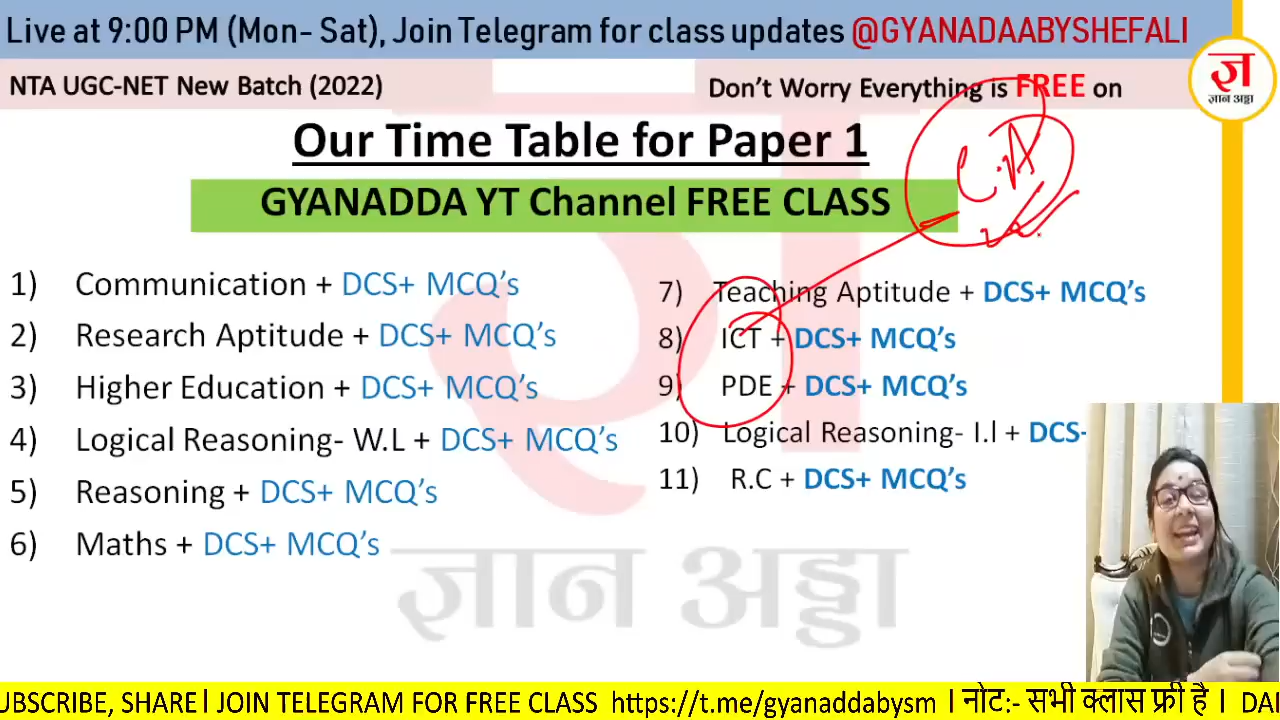 Live at 9:00 PM (Mon- Sat), Join Telegram for class updates @GYANADAABYSHEFALI
NTA UGC-NET New Batch (2022)
Don't Worry Everything is FREE on
ज्ञ
ज्ञान अड्डा
Our Time Table for Paper 1
GYANADDA YT Channel FREE CLASS
C.A
1) Communication + DCS+ MCQ's
2) Research Aptitude + DCS+ MCQ's
3) Higher Education + DCS+ MCQ's
4) Logical Reasoning- W.L + DCS+ MCQ's
5) Reasoning + DCS+ MCQ's
6) Maths + DCS+ MCQ's
7) Teaching Aptitude + DCS+ MCQ's
8) ICT + DCS+ MCQ's
9) PDE + DCS+ MCQ's
10) Logical Reasoning- I.l + DCS-
11) R.C + DCS+ MCQ's
ज्ञान अड्डा
UBSCRIBE, SHARE। JOIN TELEGRAM FOR FREE CLASS https://t.me/gyanaddabysm । नोट:- सभी क्लास फ्री है । DAI